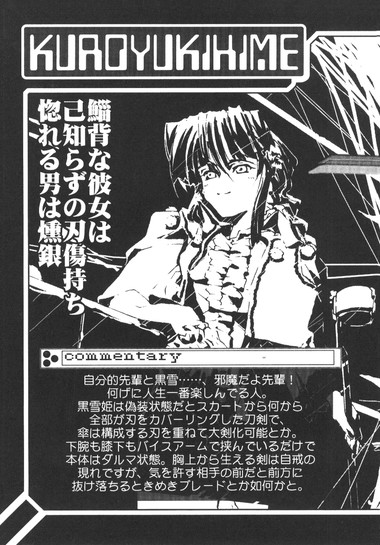 KUROYUKIHIME
鯔背な彼女は
己知らずの刃傷持ち
惚れる男は燻銀
commentary
自分的先輩と黒雪……、邪魔だよ先輩！
何げに人生一番楽しんでる人。
黒雪姫は偽装状態だとスカートから何から
全部が刃をカバーリングした刀剣で、
傘は構成する刃を重ねて大剣化可能とか。
下腕も膝下もバイスアームで挟んでいるだけで
本体はダルマ状態。胸上から生える剣は自戒の
現れですが、気を許す相手の前だと前方に
抜け落ちるときめきブレードとか如何かと。